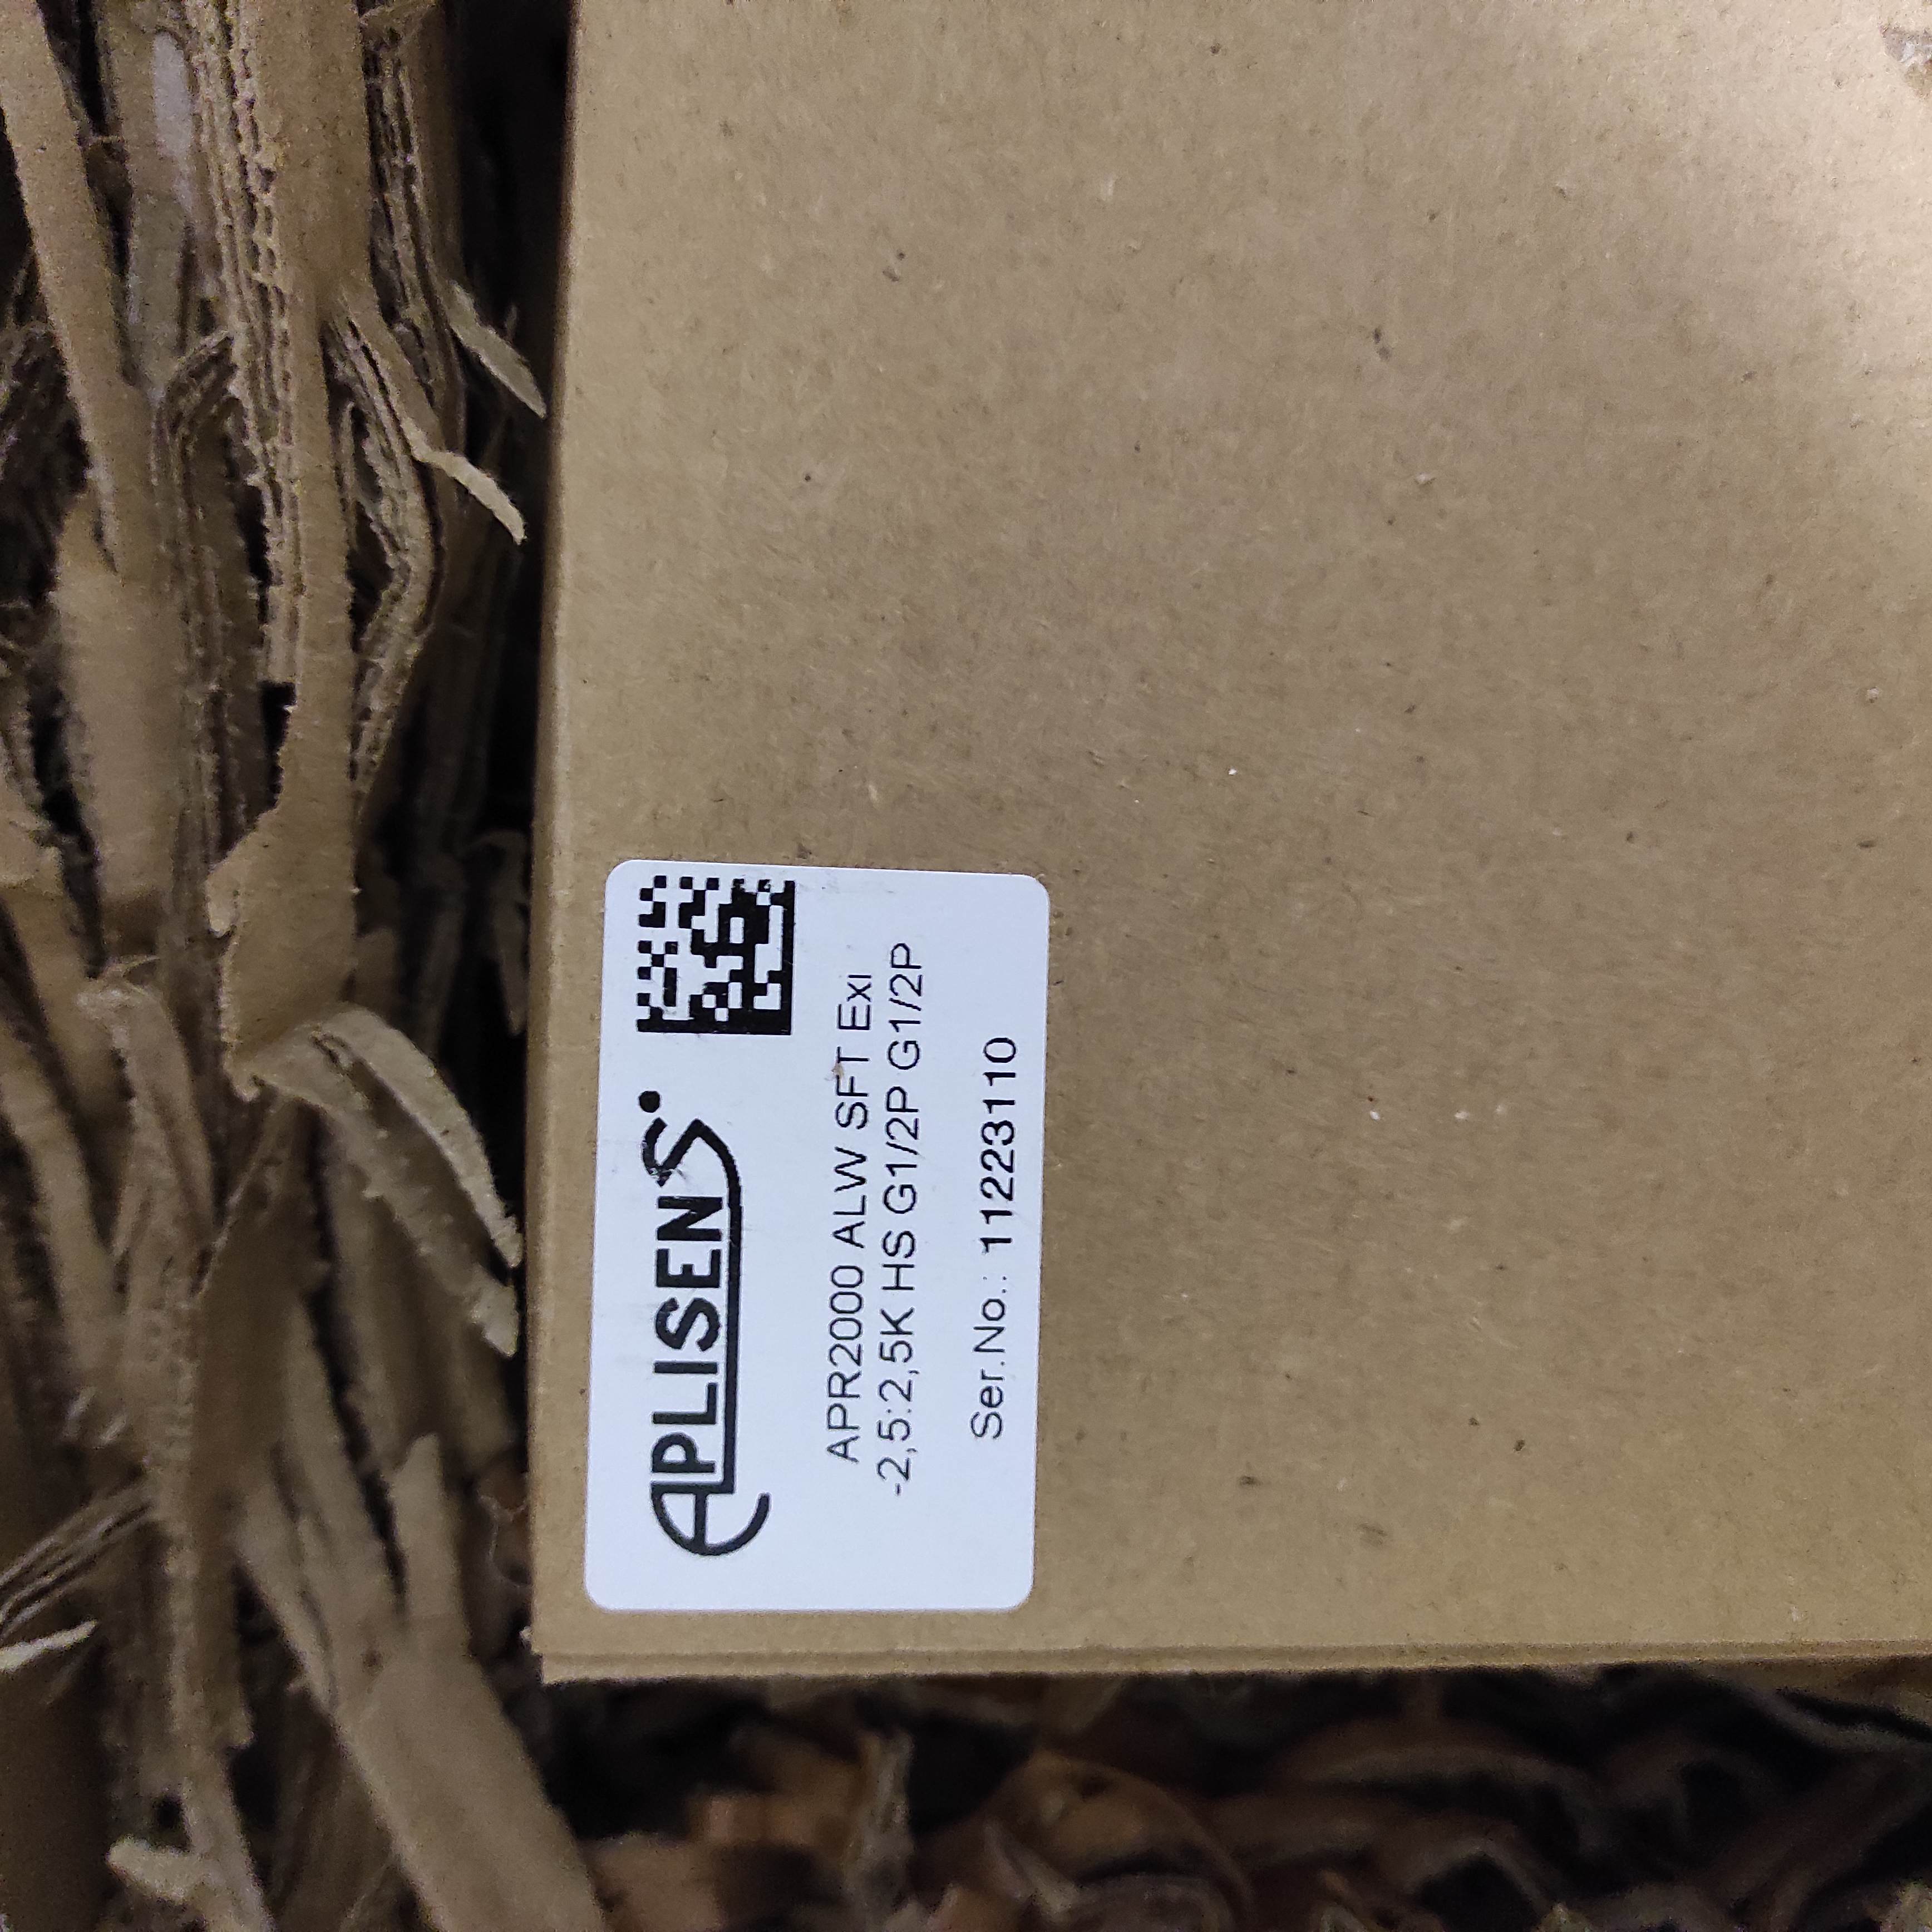 APLISENS
APR2000 ALW SFT Exi
-2,5:2,5K HS G1/2P G1/2P
Ser.No.: 11223110